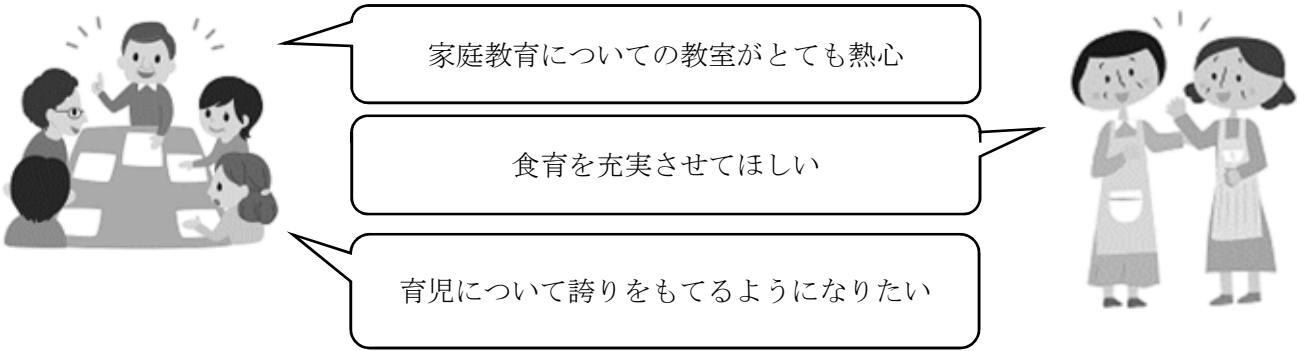 家庭教育についての教室がとても熱心
食育を充実させてほしい
育児について誇りをもてるようになりたい